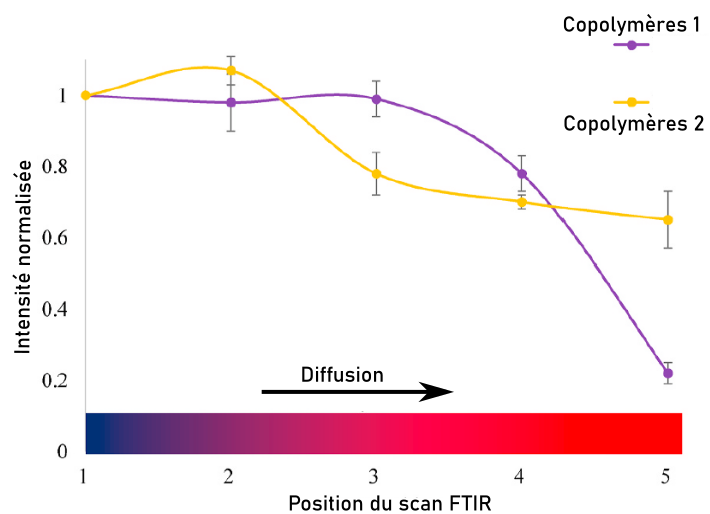 Copolymères 1
Copolymères 2
Intensité normalisée
1
0.8
0.6
0.4
0.2
0
Diffusion
1 2 3 4 5
Position du scan FTIR